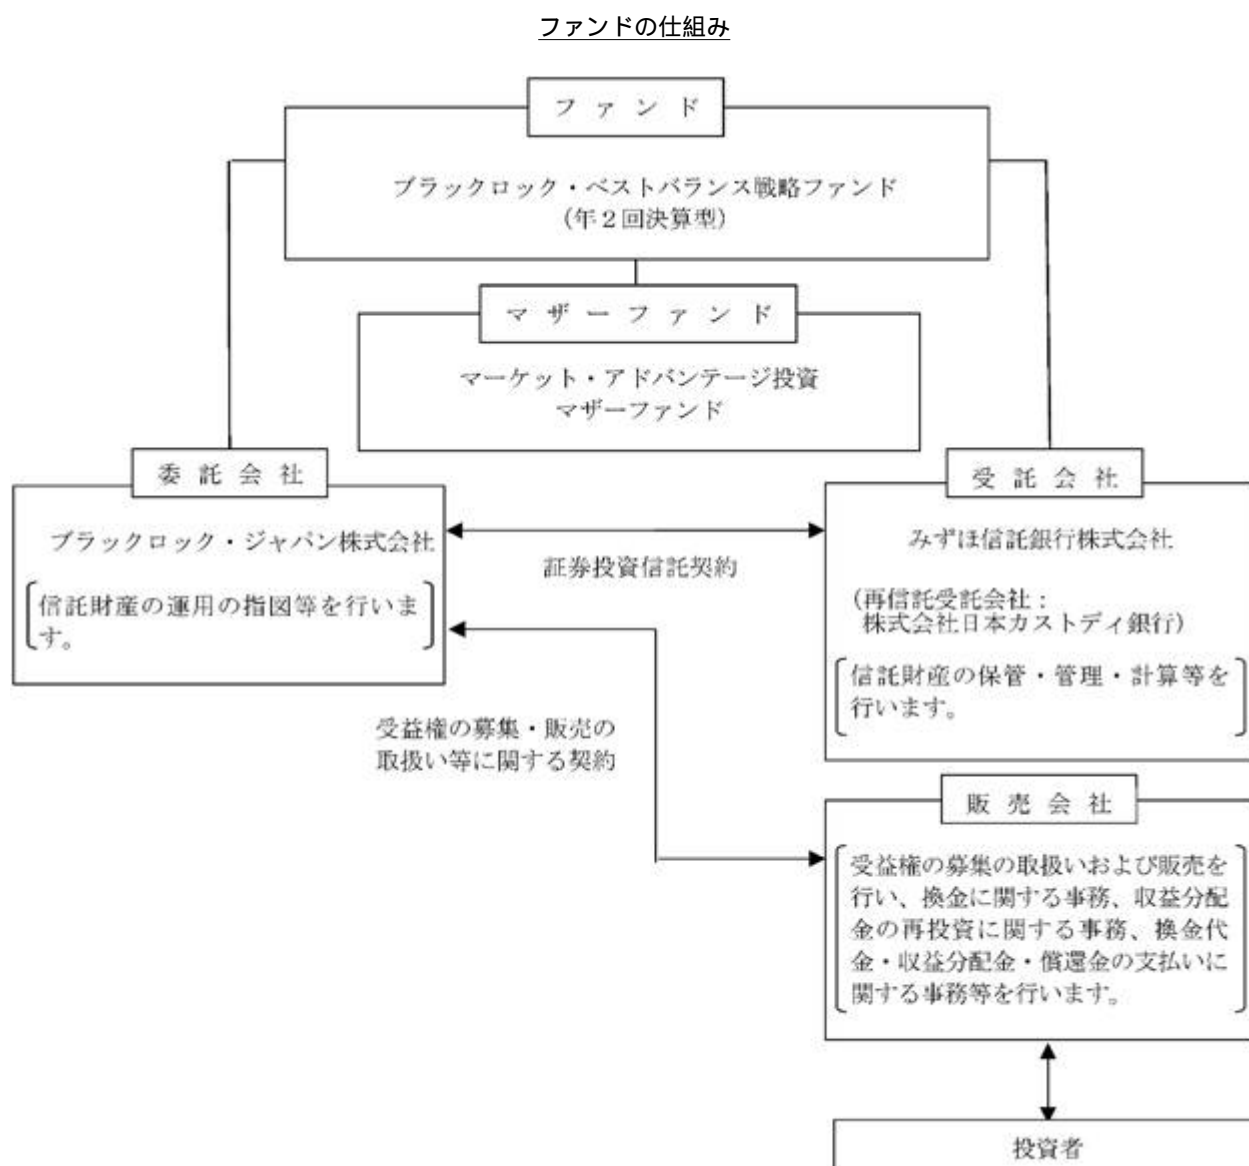 ファンドの仕組み
ファンド
ブラックロック・ベストバランス戦略ファンド
（年２回決算型）
マザーファンド
マーケット・アドバンテージ投資
マザーファンド
委託会社
ブラックロック・ジャパン株式会社
信託財産の運用の指図等を行いま
す。
証券投資信託契約
受託会社
みずほ信託銀行株式会社
（再信託受託会社：
株式会社日本カストディ銀行）
信託財産の保管・管理・計算等を
行います。
受益権の募集・販売の
取扱い等に関する契約
販売会社
受益権の募集の取扱いおよび販売を
行い、換金に関する事務、収益分配
金の再投資に関する事務、換金代
金・収益分配金・償還金の支払いに
関する事務等を行います。
投資者